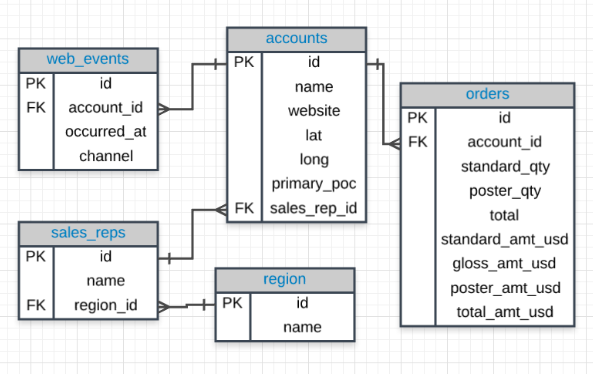 web_events
PK id
FK account_id
occurred_at
channel
accounts
PK id
name
website
lat
long
primary_poc
FK sales_rep_id
orders
PK id
FK account_id
standard_qty
poster_qty
total
standard_amt_usd
gloss_amt_usd
poster_amt_usd
total_amt_usd
sales_reps
PK id
name
FK region_id
region
PK id
name